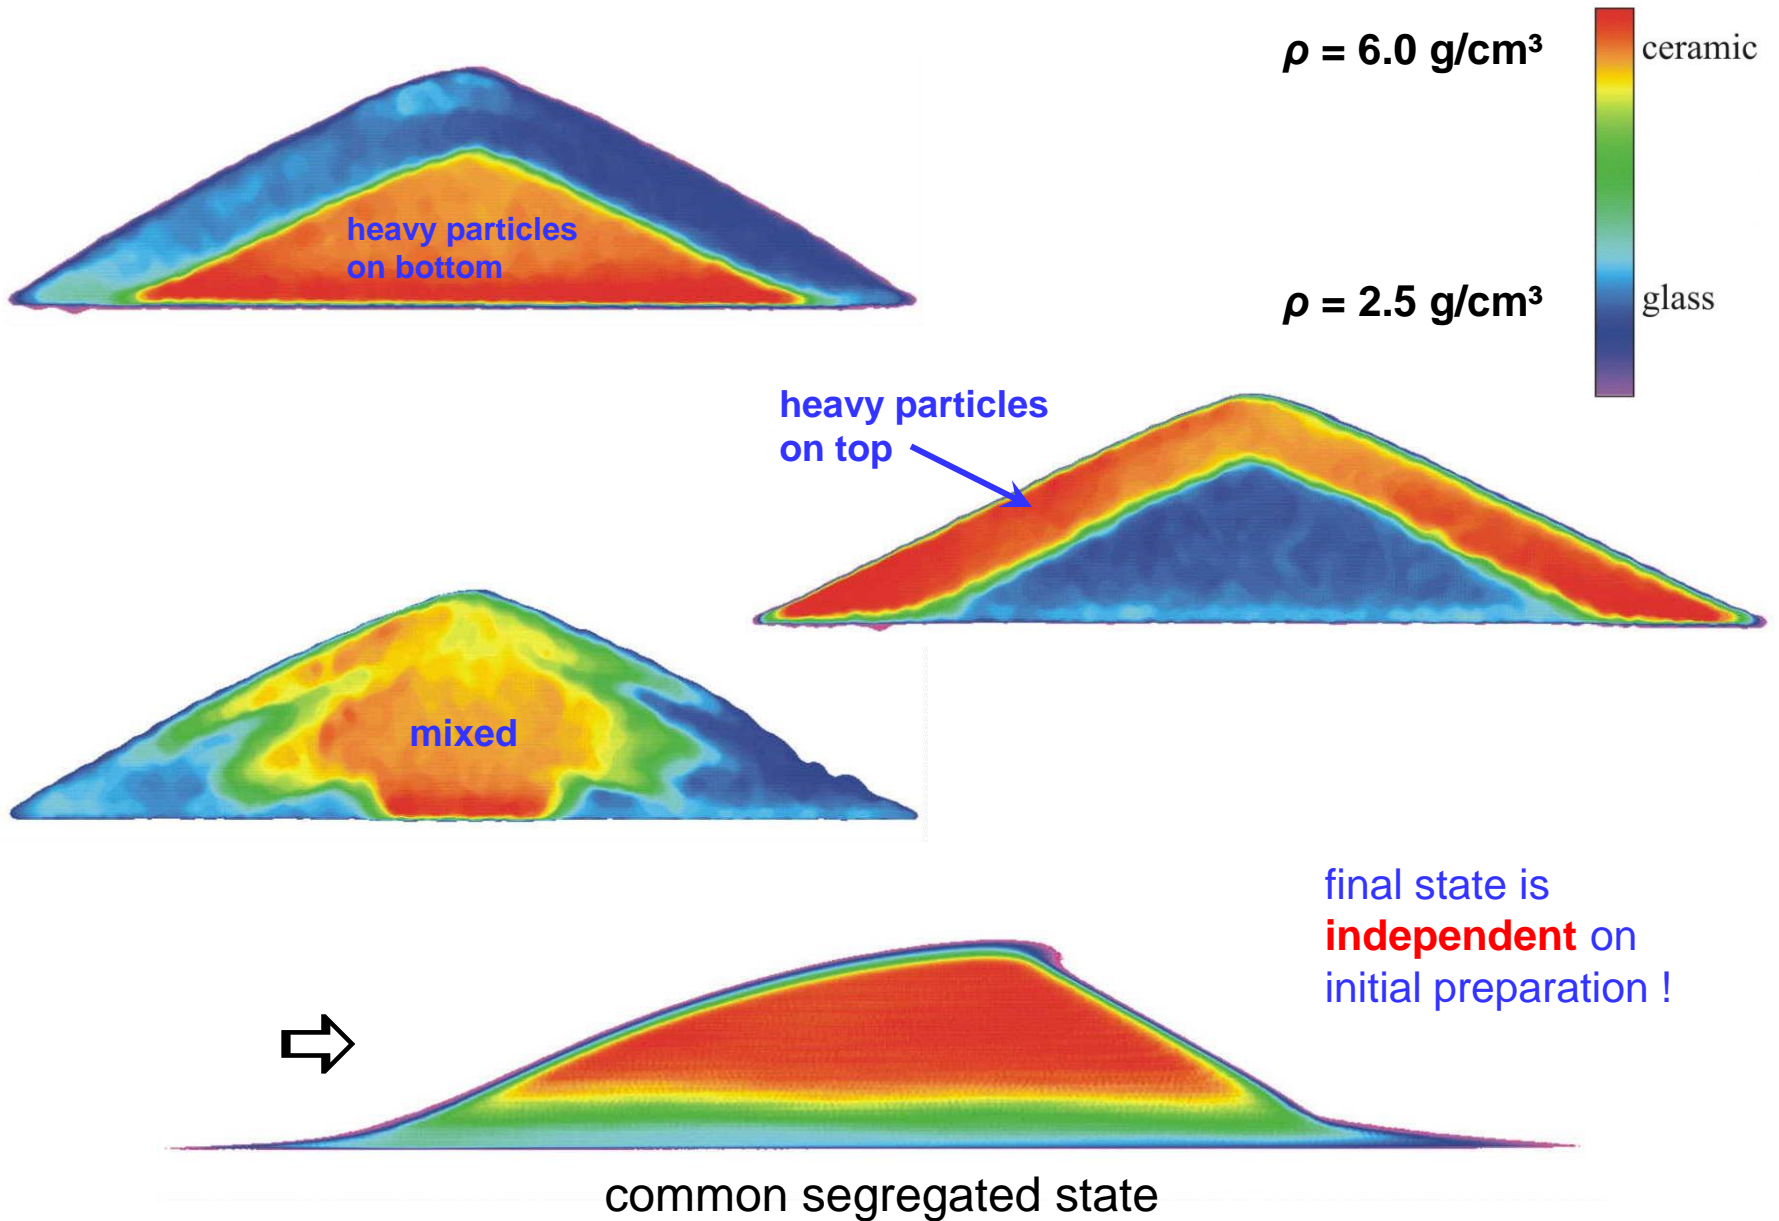 ρ = 6.0 g/cm³
ceramic
heavy particles
on bottom
ρ = 2.5 g/cm³
glass
heavy particles
on top
mixed
final state is
independent on
initial preparation !
common segregated state